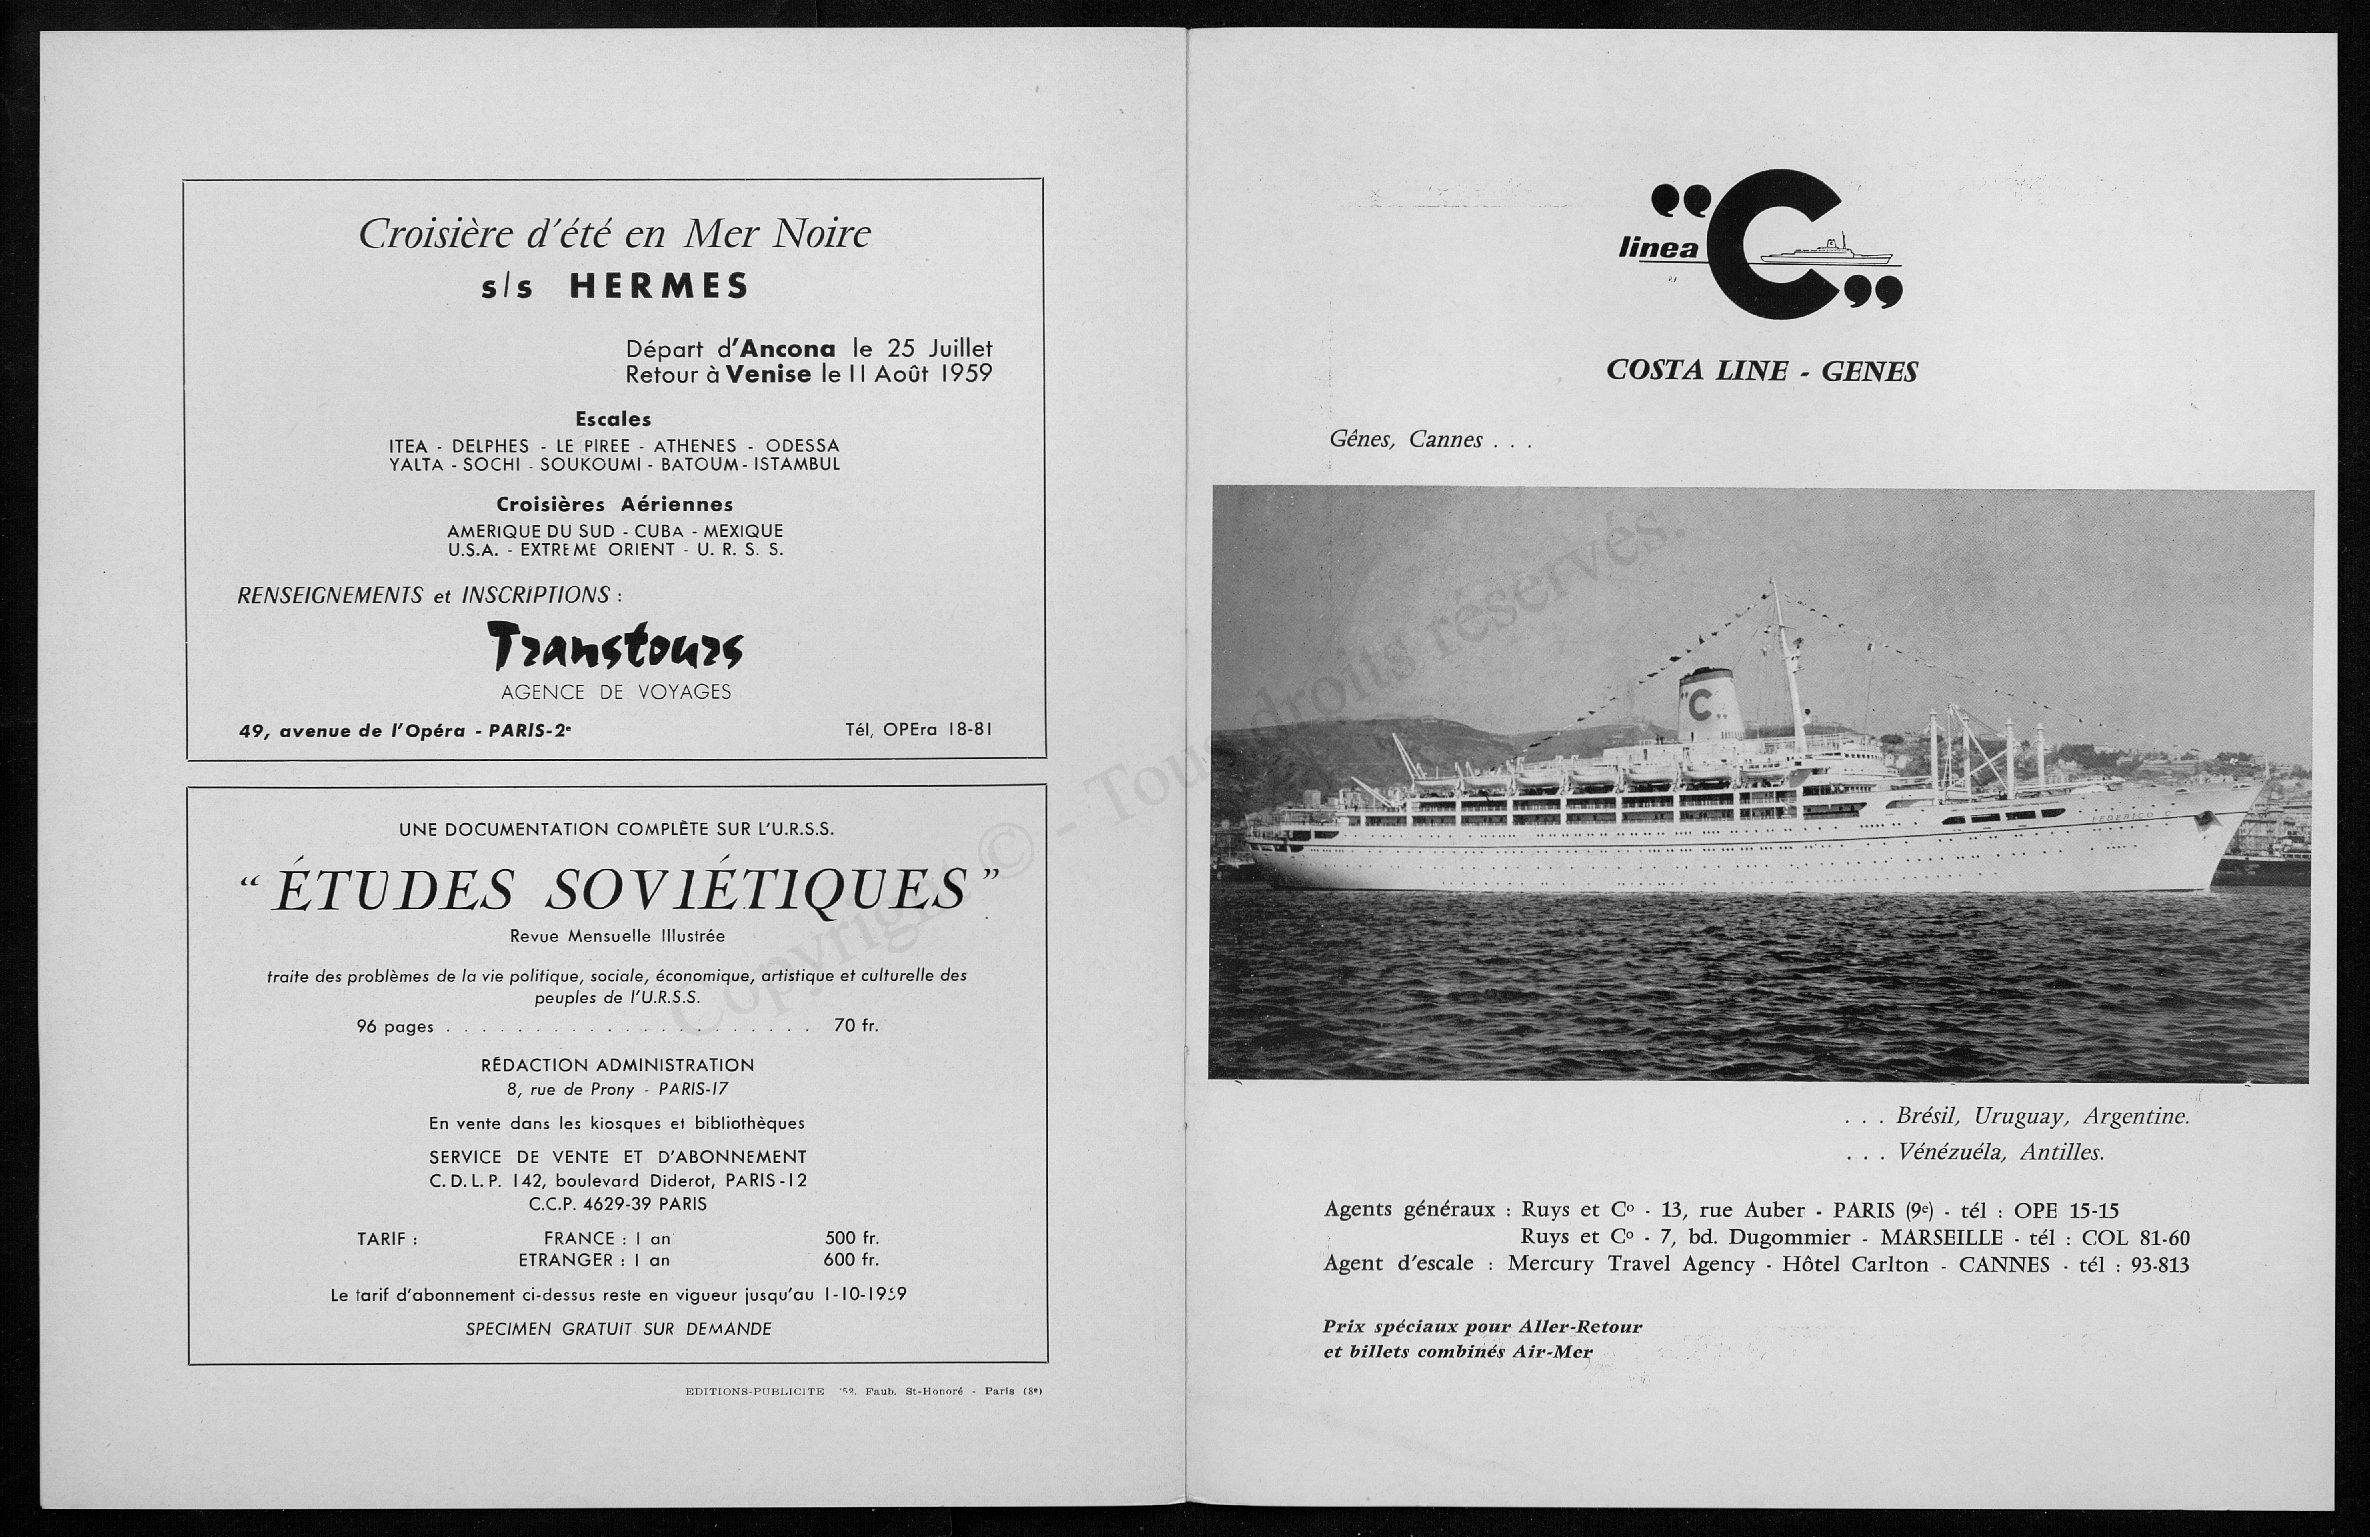 Croisière d'été en Mer Noire
s/s HERMES
Départ d'Ancona le 25 Juillet
Retour à Venise le 11 Août 1959
Escales
ITEA - DELPHES - LE PIREE - ATHENES - ODESSA
YALTA - SOCHI - SOUKOUMI - BATOUM - ISTAMBUL
Croisières Aériennes
AMERIQUE DU SUD - CUBA - MEXIQUE
U.S.A. - EXTREME ORIENT - U. R. S. S.
RENSEIGNEMENTS et INSCRIPTIONS :
Transtours
AGENCE DE VOYAGES
49, avenue de l'Opéra - PARIS-2e
Tél, OPEra 18-81
UNE DOCUMENTATION COMPLÈTE SUR L'U.R.S.S.
“ ÉTUDES SOVIÉTIQUES ”
Revue Mensuelle Illustrée
traite des problèmes de la vie politique, sociale, économique, artistique et culturelle des
peuples de l'U.R.S.S.
96 pages . . . . . . . . . . . . . . . . . . . . . 70 fr.
RÉDACTION ADMINISTRATION
8, rue de Prony - PARIS-17
En vente dans les kiosques et bibliothèques
SERVICE DE VENTE ET D'ABONNEMENT
C.D.L.P. 142, boulevard Diderot, PARIS-12
C.C.P. 4629-39 PARIS
TARIF : FRANCE : 1 an 500 fr.
ETRANGER : 1 an 600 fr.
Le tarif d'abonnement ci-dessus reste en vigueur jusqu'au 1-10-1959
SPECIMEN GRATUIT SUR DEMANDE
EDITIONS-PUBLICITE Faub. St-Honoré - Paris (8e)
linea “C„
COSTA LINE - GENES
Gênes, Cannes . . .
“C„
FEDERICO C
. . . Brésil, Uruguay, Argentine.
. . . Vénézuéla, Antilles.
Agents généraux : Ruys et Co - 13, rue Auber - PARIS (9e) - tél : OPE 15-15
Ruys et Co - 7, bd. Dugommier - MARSEILLE - tél : COL 81-60
Agent d'escale : Mercury Travel Agency - Hôtel Carlton - CANNES - tél : 93-813
Prix spéciaux pour Aller-Retour
et billets combinés Air-Mer
Copyright © - Tous droits réservés.